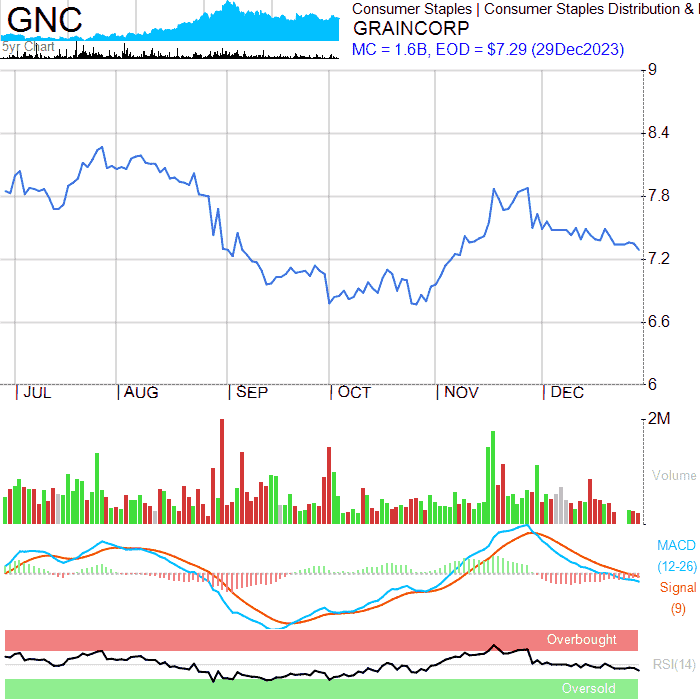 GNC
Consumer Staples | Consumer Staples Distribution &
GRAINCORP
MC = 1.6B, EOD = $7.29 (29Dec2023)
5yr Chart
9
8.4
7.8
7.2
6.6
6
JUL AUG SEP OCT NOV DEC
2M
Volume
MACD
(12-26)
Signal
(9)
Overbought
RSI(14)
Oversold